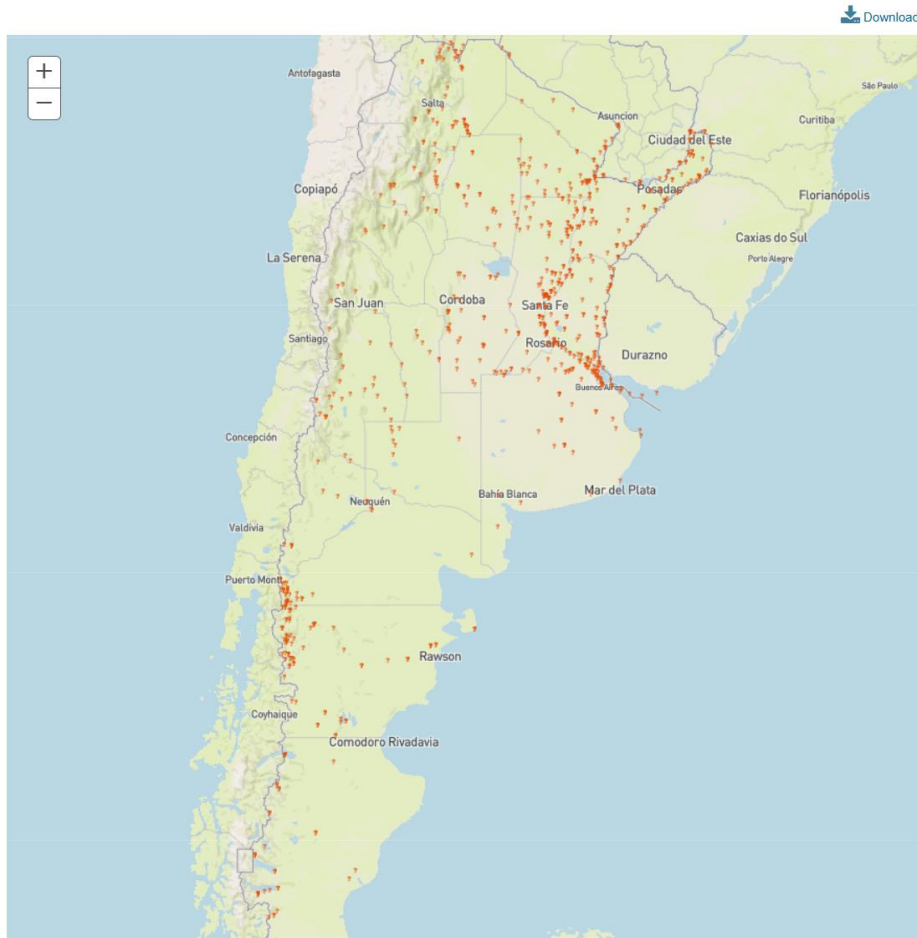 Download
+
−
Antofagasta
São Paulo
Salta
Asuncion
Curitiba
Ciudad del Este
Copiapó
Posadas
Florianópolis
Caxias do Sul
La Serena
Porto Alegre
San Juan
Cordoba
Santa Fe
Santiago
Rosario
Durazno
Buenos Aires
Concepción
Neuquén
Bahía Blanca
Mar del Plata
Valdivia
Puerto Montt
Rawson
Coyhaique
Comodoro Rivadavia